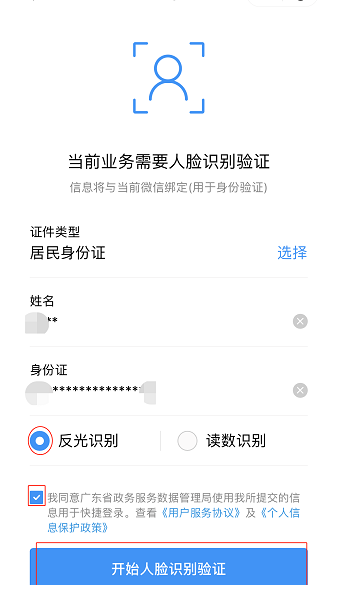 当前业务需要人脸识别验证
信息将与当前微信绑定(用于身份验证)
证件类型
居民身份证 选择
姓名
**
身份证
**************
反光识别 读数识别
我同意广东省政务服务数据管理局使用我所提交的信
息用于快捷登录。查看《用户服务协议》及《个人信
息保护政策》
开始人脸识别验证